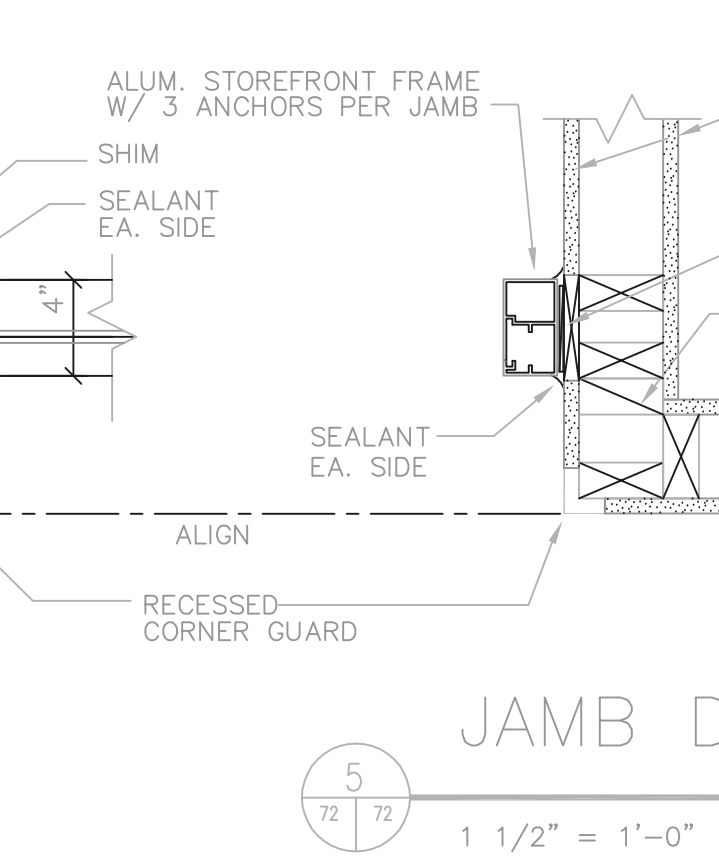 ALUM. STOREFRONT FRAME
W/ 3 ANCHORS PER JAMB
SHIM
SEALANT
EA. SIDE
4"
SEALANT
EA. SIDE
ALIGN
RECESSED
CORNER GUARD
JAMB D
5
72 72
1 1/2" = 1'-0"